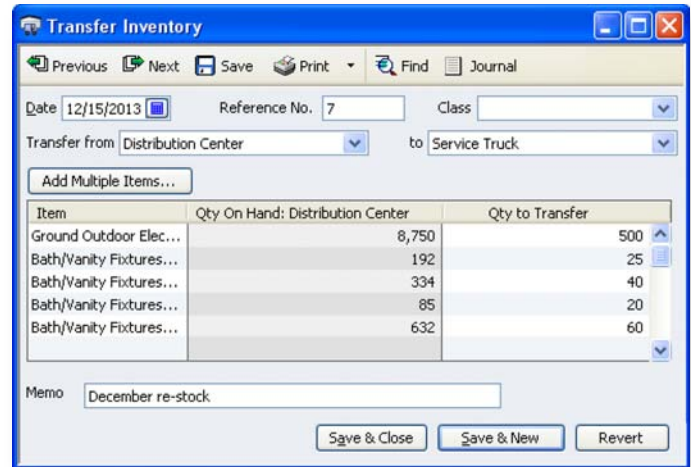 Transfer Inventory
Previous Next Save Print Find Journal
Date 12/15/2013 Reference No. 7 Class
Transfer from Distribution Center to Service Truck
Add Multiple Items...
Item Qty On Hand: Distribution Center Qty to Transfer
Ground Outdoor Elec... 8,750 500
Bath/Vanity Fixtures... 192 25
Bath/Vanity Fixtures... 334 40
Bath/Vanity Fixtures... 85 20
Bath/Vanity Fixtures... 632 60
Memo December re-stock
Save & Close Save & New Revert